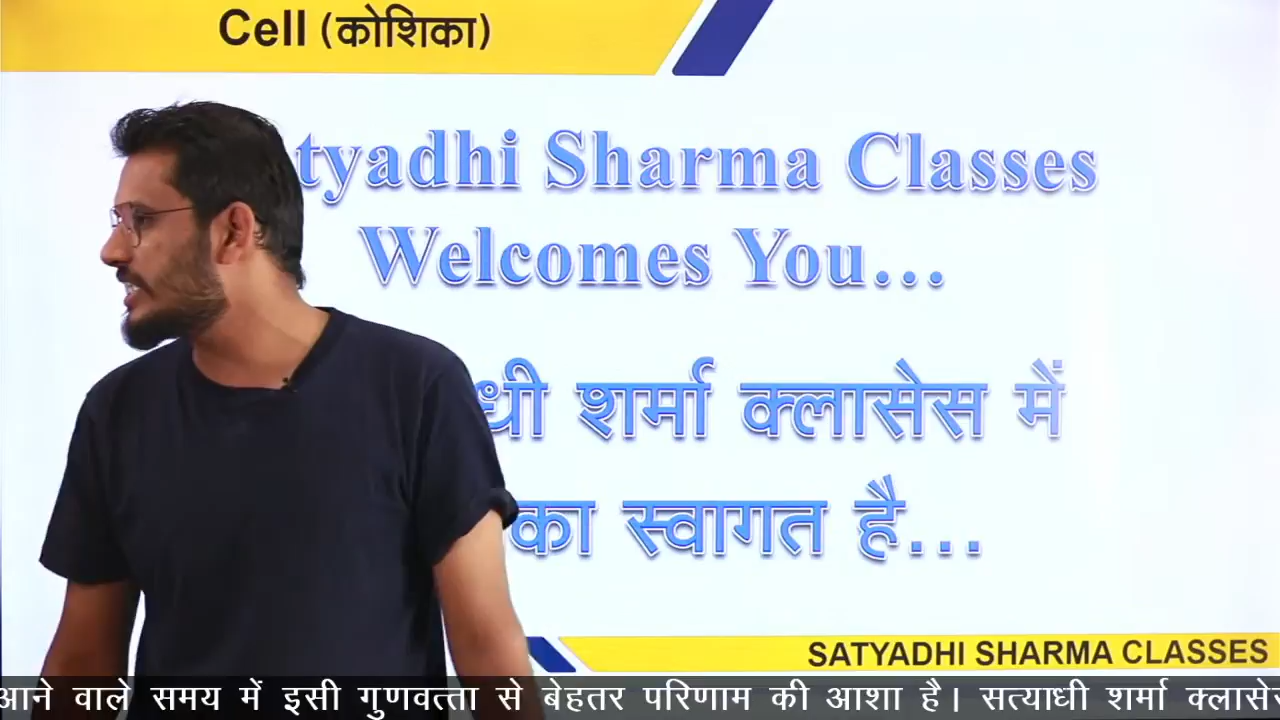 Cell (कोशिका)
tyadhi Sharma Classes
Welcomes You...
धी शर्मा क्लासेस में
का स्वागत है...
SATYADHI SHARMA CLASSES
आने वाले समय में इसी गुणवत्ता से बेहतर परिणाम की आशा है। सत्याधी शर्मा क्लासेस